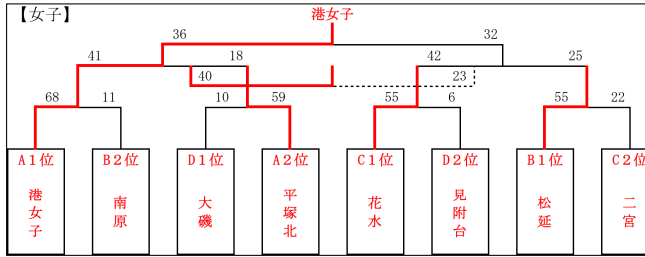 【女子】
港女子
36 32
41 18 42 25
40 23
68 11 10 59 55 6 55 22
A1位 B2位 D1位 A2位 C1位 D2位 B1位 C2位
港女子 南原 大磯 平塚北 花水 見附台 松延 二宮